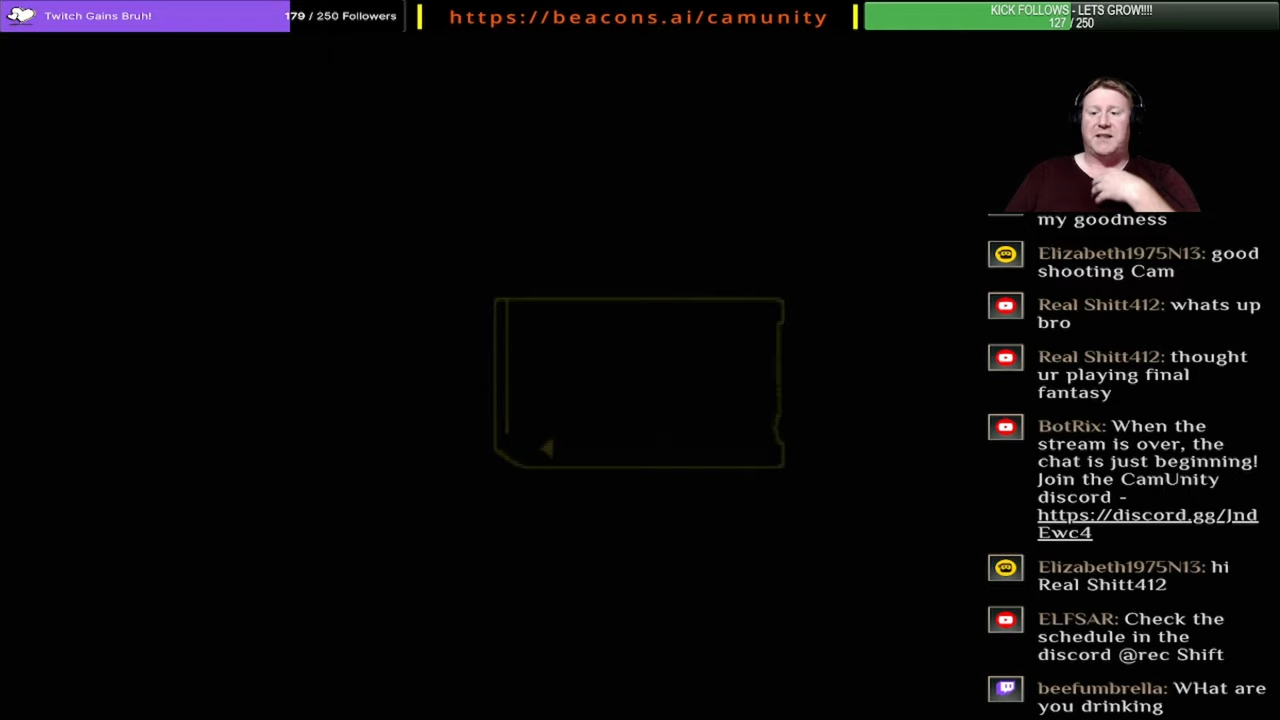 Twitch Gains Bruh!
179 / 250 Followers
https://beacons.ai/camunity
KICK FOLLOWS - LETS GROW!!!!
127 / 250
my goodness
Elizabeth1975N13: good
shooting Cam
Real Shitt412: whats up
bro
Real Shitt412: thought
ur playing final
fantasy
BotRix: When the
stream is over, the
chat is just beginning!
Join the CamUnity
discord -
https://discord.gg/Jnd
Ewc4
Elizabeth1975N13: hi
Real Shitt412
ELFSAR: Check the
schedule in the
discord @rec Shift
beefumbrella: WHat are
you drinking